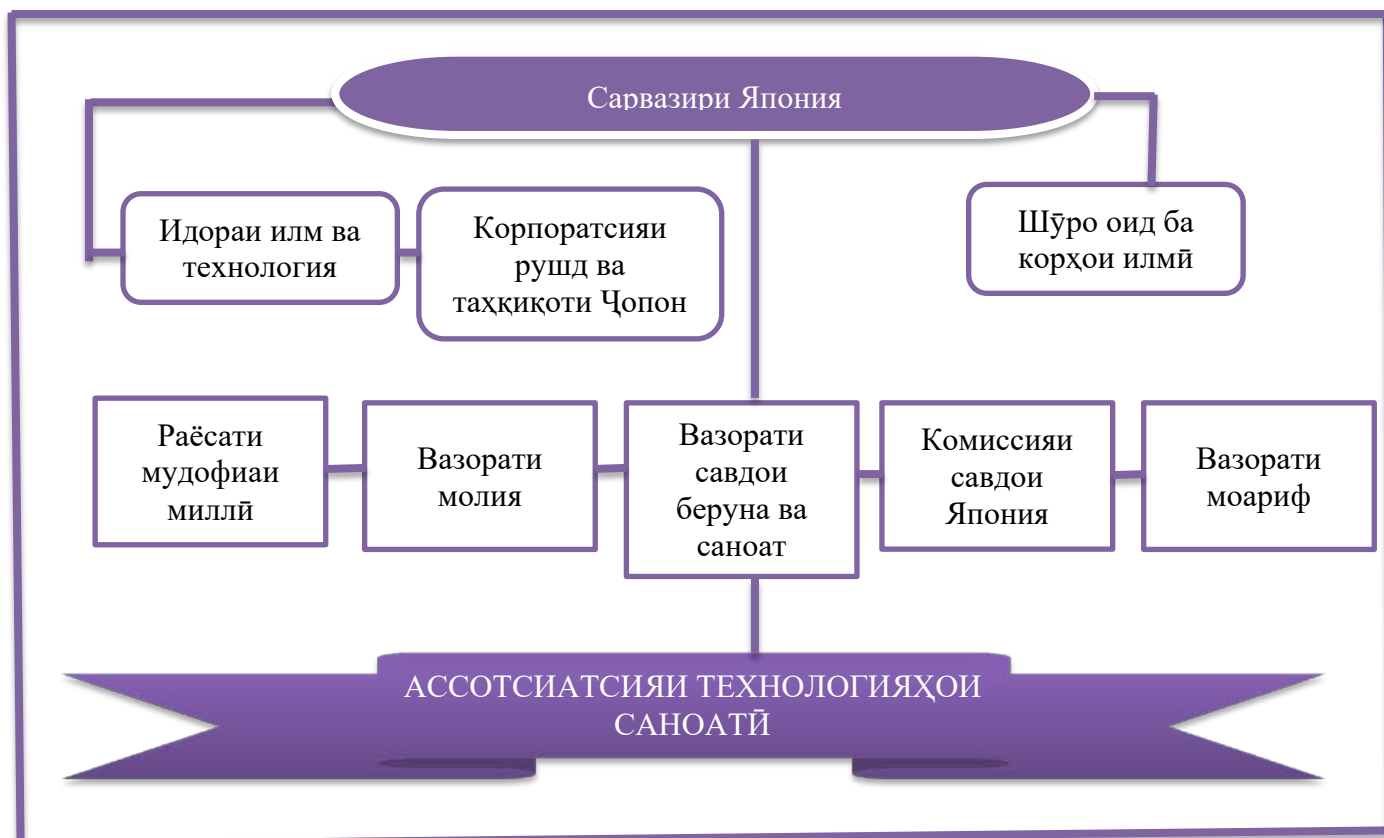 Сарвазири Япония
Идораи илм ва
технология
Корпоратсияи
рушд ва
таҳқиқоти Ҷопон
Шӯро оид ба
корҳои илмӣ
Раёсати
мудофиаи
миллӣ
Вазорати
молия
Вазорати
савдои
беруна ва
саноат
Комиссияи
савдои
Япония
Вазорати
моариф
АССОТСИАТСИЯИ ТЕХНОЛОГИЯҲОИ
САНОАТӢ